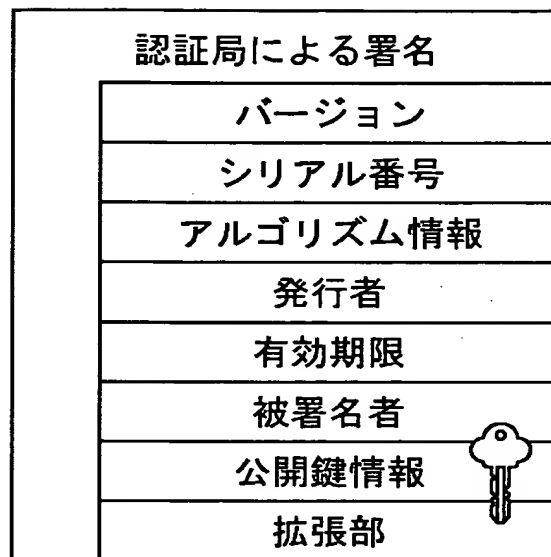 認証局による署名
バージョン
シリアル番号
アルゴリズム情報
発行者
有効期限
被署名者
公開鍵情報
拡張部